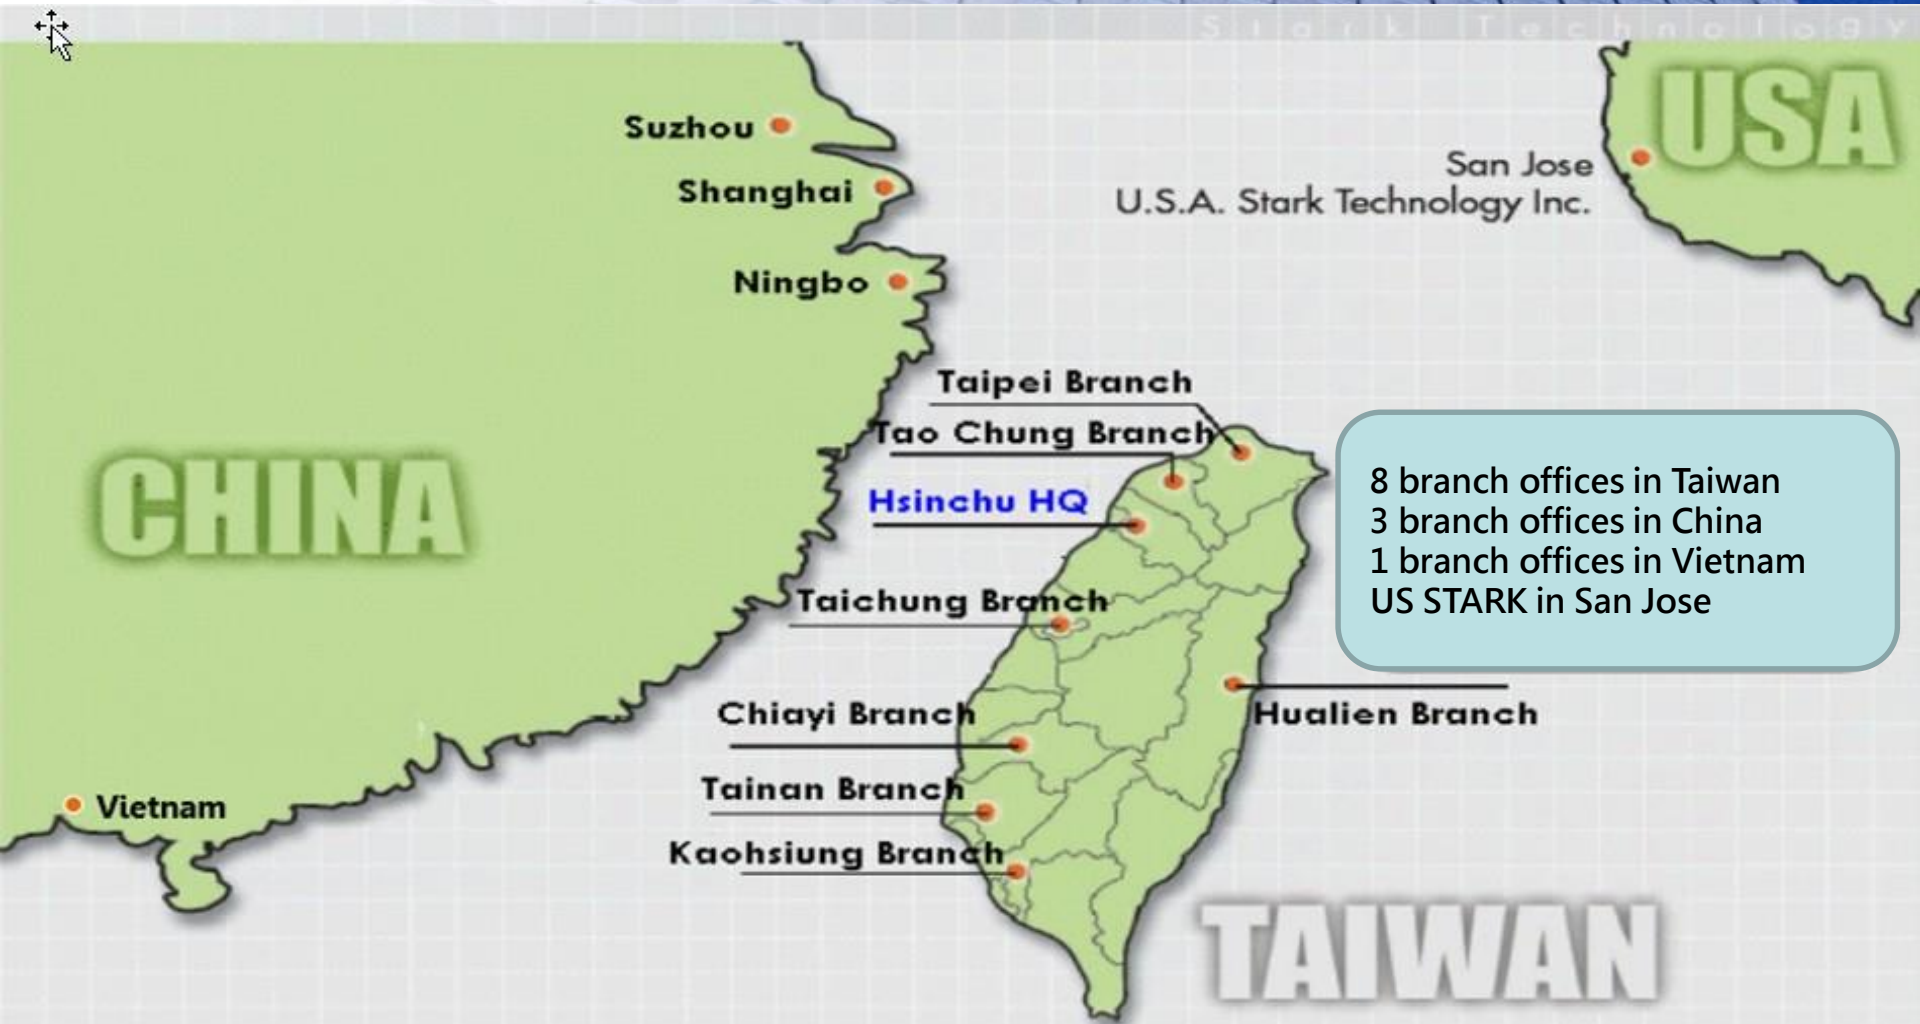 Stark Technology
USA
Suzhou
San Jose
Shanghai
U.S.A. Stark Technology Inc.
Ningbo
Taipei Branch
Tao Chung Branch
Hsinchu HQ
CHINA
8 branch offices in Taiwan
3 branch offices in China
1 branch offices in Vietnam
US STARK in San Jose
Taichung Branch
Chiayi Branch
Hualien Branch
Tainan Branch
Vietnam
Kaohsiung Branch
TAIWAN